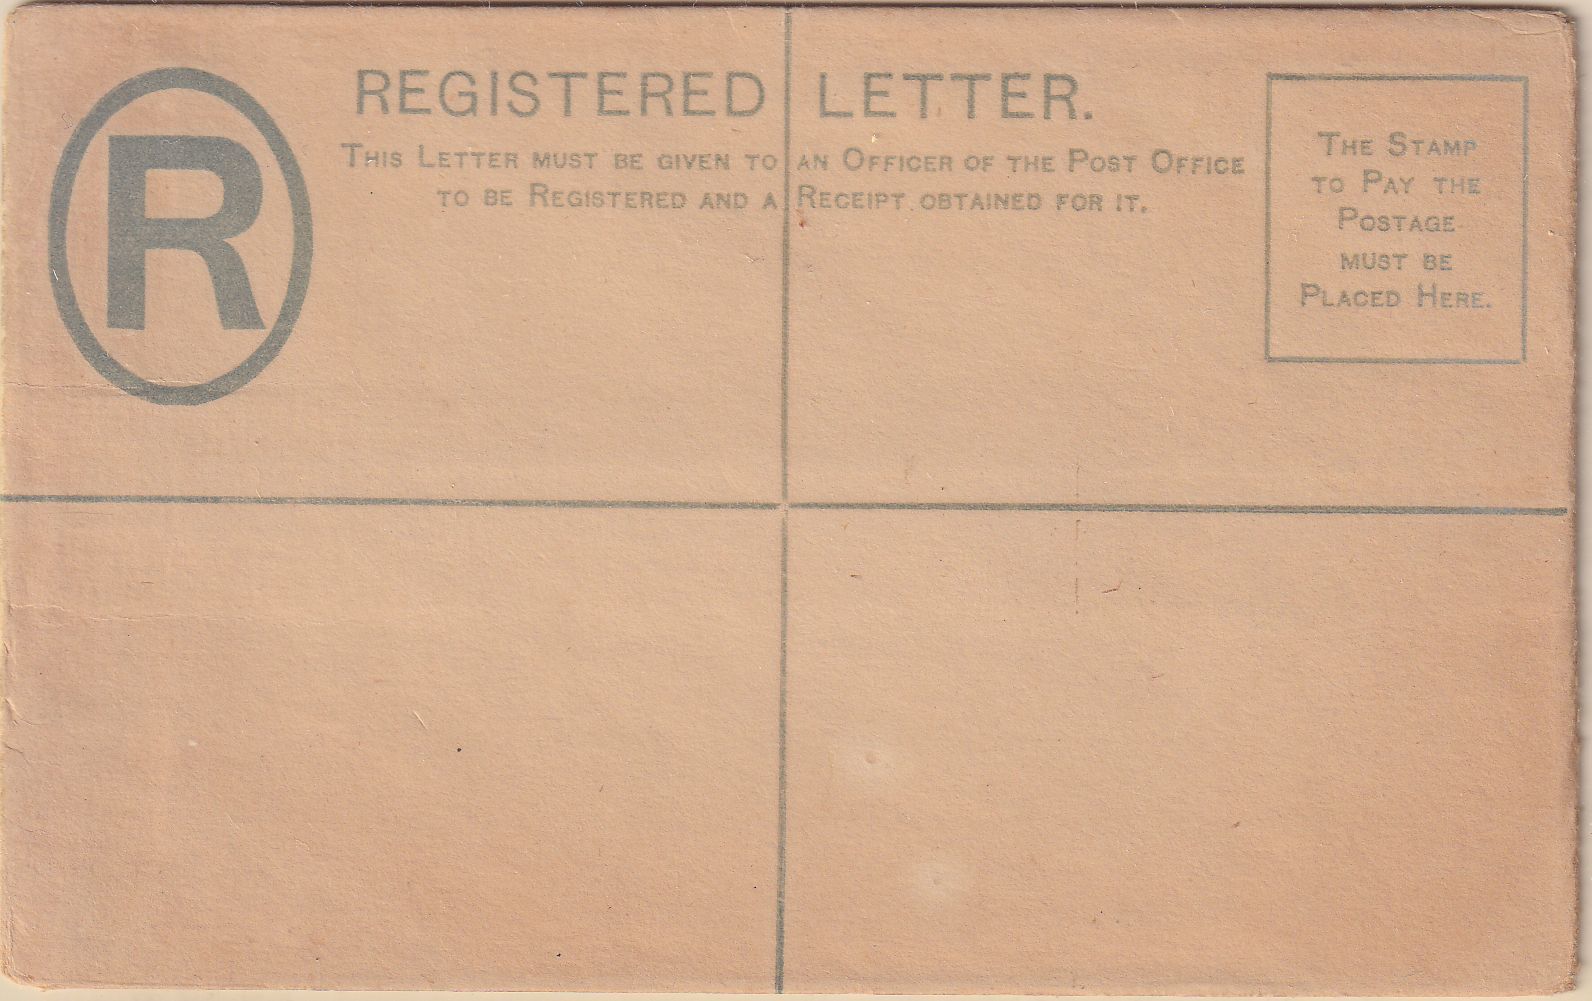 R
REGISTERED LETTER.
THIS LETTER MUST BE GIVEN TO AN OFFICER OF THE POST OFFICE
TO BE REGISTERED AND A RECEIPT OBTAINED FOR IT.
THE STAMP
TO PAY THE
POSTAGE
MUST BE
PLACED HERE.